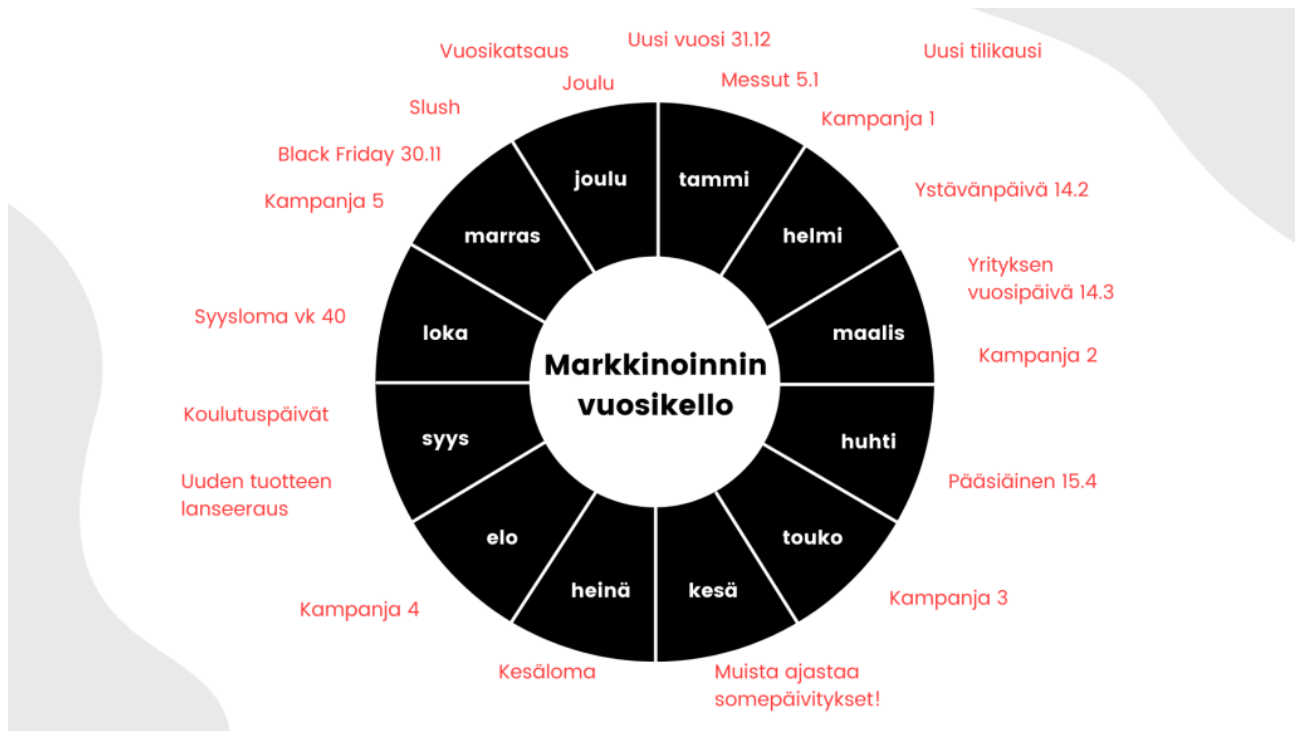 Uusi vuosi 31.12
Vuosikatsaus
Uusi tilikausi
Joulu
Messut 5.1
Slush
Kampanja 1
Black Friday 30.11
Kampanja 5
Ystävänpäivä 14.2
joulu
tammi
marras
helmi
Yrityksen
vuosipäivä 14.3
Syysloma vk 40
loka
maalis
Kampanja 2
Markkinoinnin
vuosikello
Koulutuspäivät
syys
huhti
Uuden tuotteen
lanseeraus
Pääsiäinen 15.4
elo
touko
heinä
kesä
Kampanja 4
Kampanja 3
Kesäloma
Muista ajastaa
somepäivitykset!